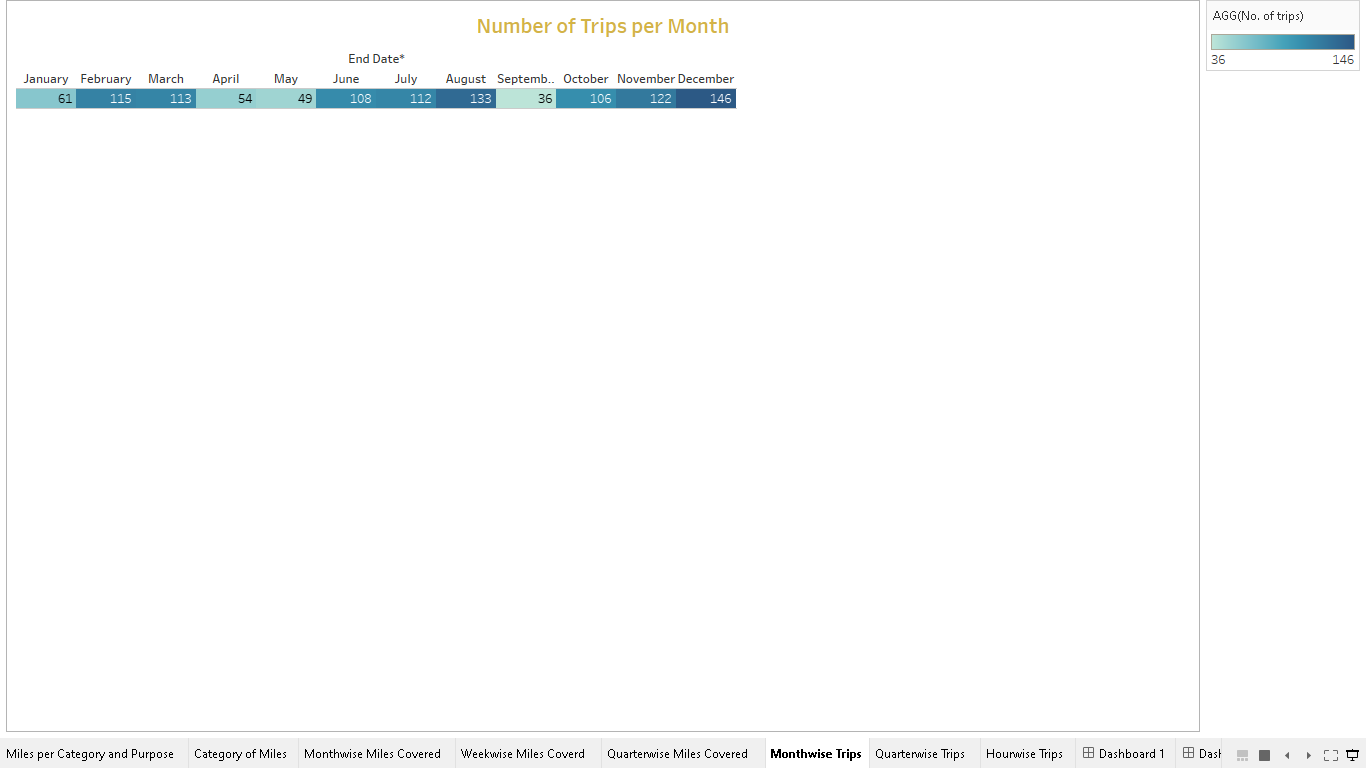 Number of Trips per Month
AGG(No. of trips)
36 146
End Date*
January February March April May June July August Septemb.. October November December
61 115 113 54 49 108 112 133 36 106 122 146
Miles per Category and Purpose Category of Miles Monthwise Miles Covered Weekwise Miles Coverd Quarterwise Miles Covered Monthwise Trips Quarterwise Trips Hourwise Trips Dashboard 1